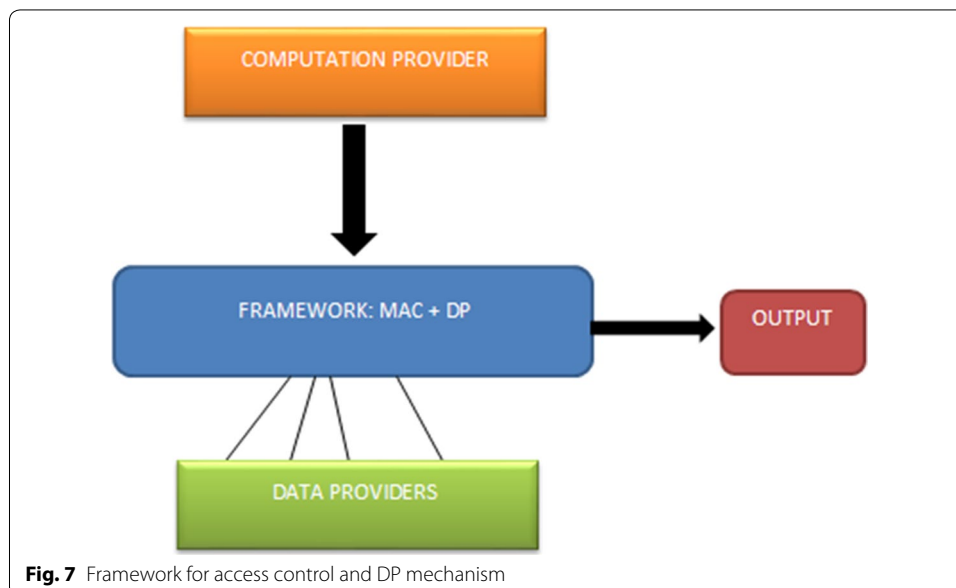 COMPUTATION PROVIDER
FRAMEWORK: MAC + DP
OUTPUT
DATA PROVIDERS
Fig. 7 Framework for access control and DP mechanism